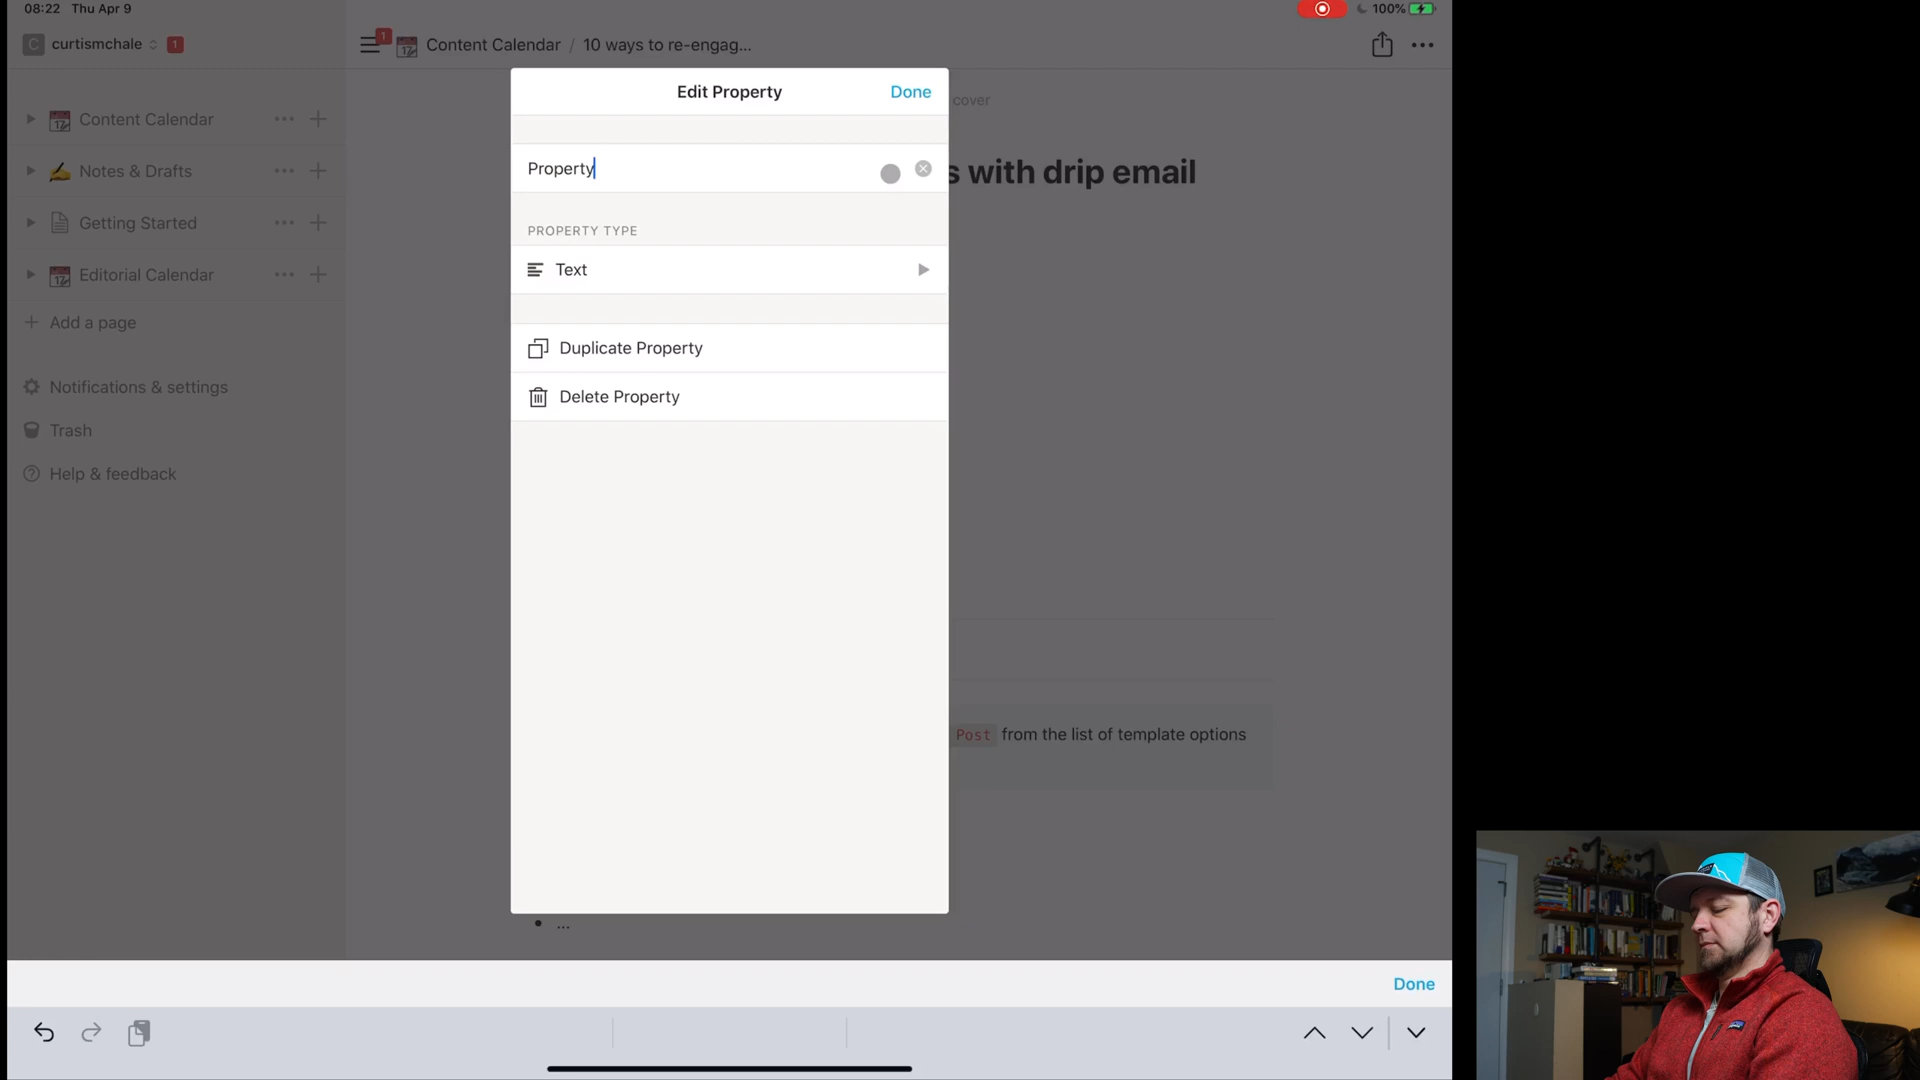 08:22 Thu Apr 9
100%
C curtismchale 1
1 Content Calendar / 10 ways to re-engag...
Edit Property
Done
cover
Content Calendar
Property
s with drip email
Notes & Drafts
Getting Started
PROPERTY TYPE
Text
Editorial Calendar
Add a page
Duplicate Property
Notifications & settings
Delete Property
Trash
Help & feedback
Post from the list of template options
...
Done